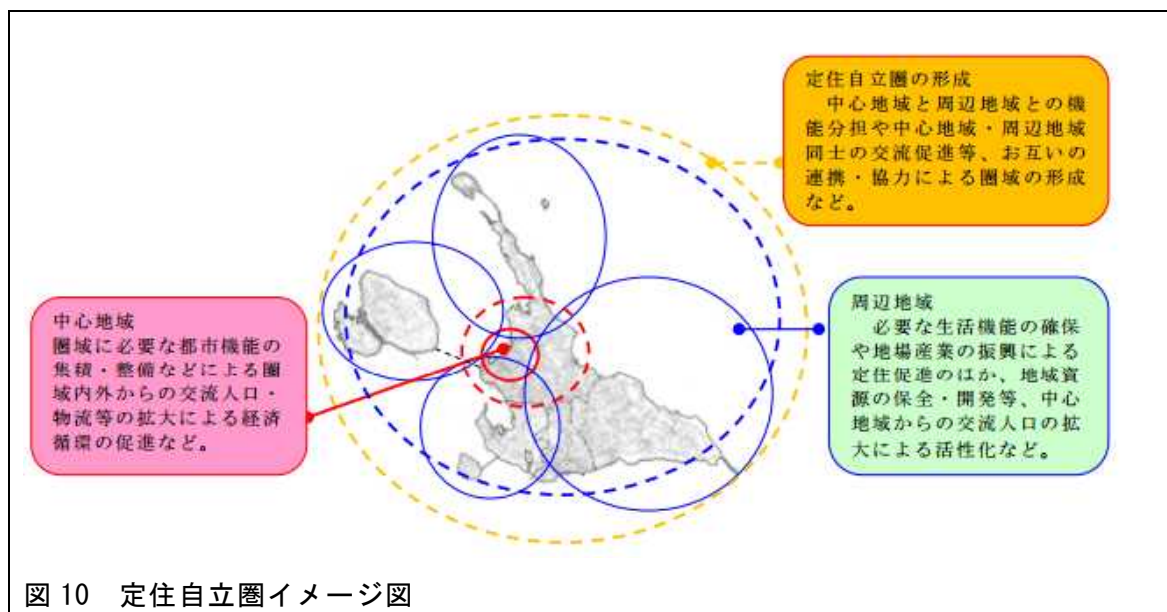 定住自立圏の形成
中心地域と周辺地域との機
能分担や中心地域・周辺地域
同士の交流促進等、お互いの
連携・協力による圏域の形成
など。
中心地域
圏域に必要な都市機能の
集積・整備などによる圏
域内外からの交流人口・
物流等の拡大による経済
循環の促進など。
周辺地域
必要な生活機能の確保
や地場産業の振興による
定住促進のほか、地域資
源の保全・開発等、中心
地域からの交流人口の拡
大による活性化など。
図 10 定住自立圏イメージ図